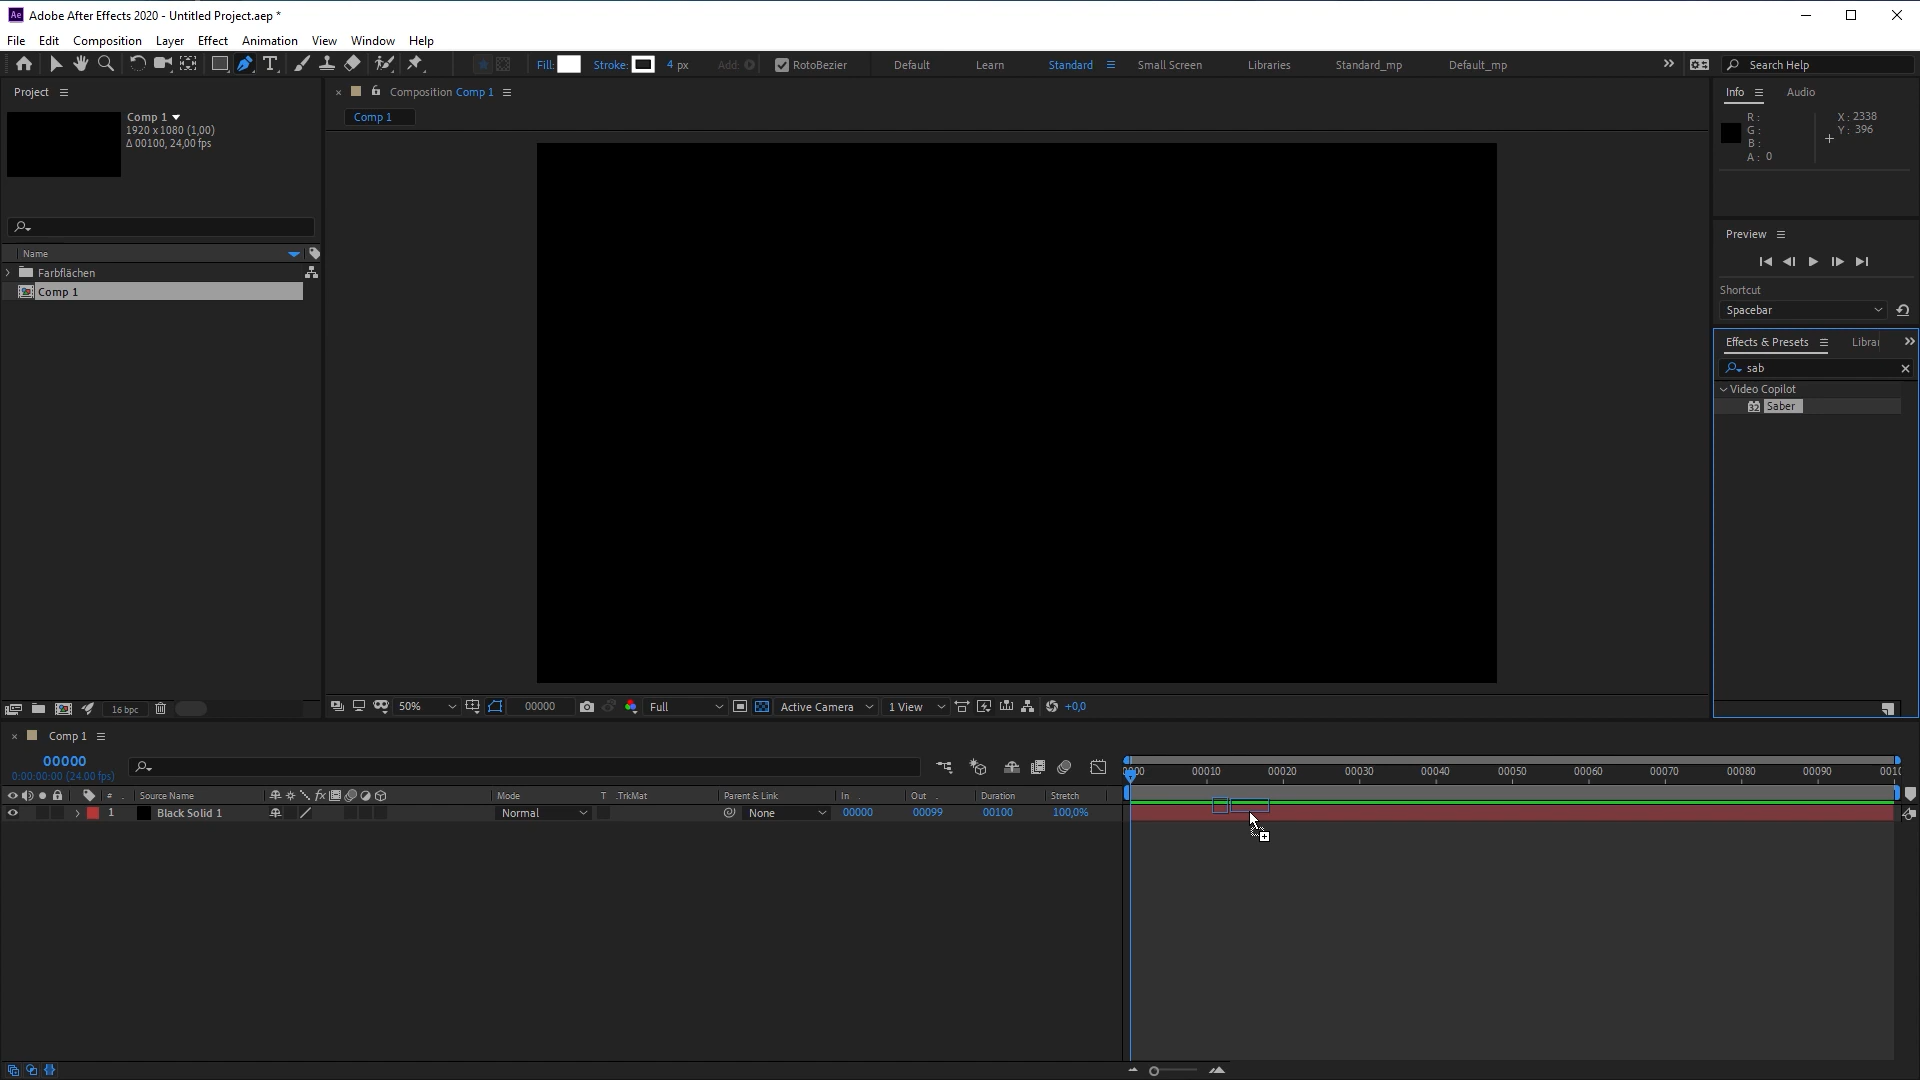 Adobe After Effects 2020 - Untitled Project.aep *
File Edit Composition Layer Effect Animation View Window Help
Fill: Stroke: 4 px Add: RotoBezier Default Learn Standard Small Screen Libraries Standard_mp Default_mp Search Help
Project
Comp 1
1920 x 1080 (1,00)
Δ 00100, 24,00 fps
Name
Farbflächen
Comp 1
16 bpc
Composition Comp 1
Comp 1
50% 00000 Full Active Camera 1 View +0,0
Info Audio
R :
G :
B :
A : 0
X : 2338
Y : 396
Preview
Shortcut
Spacebar
Effects & Presets Librai
sab
Video Copilot
32 Saber
Comp 1
00000
0:00:00:00 (24.00 fps)
0000 00010 00020 00030 00040 00050 00060 00070 00080 00090 0010
# Source Name fx Mode T .TrkMat Parent & Link In Out Duration Stretch
1 Black Solid 1 Normal None 00000 00099 00100 100,0%